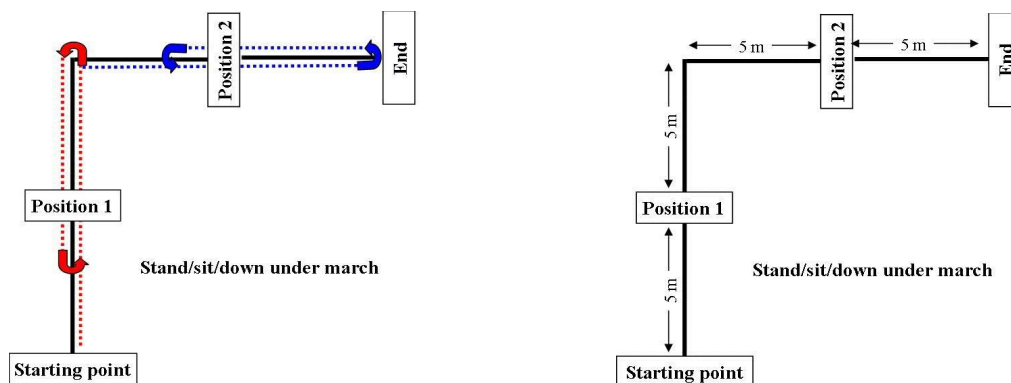 Position 2
End
Position 1
Stand/sit/down under march
Starting point
5 m
5 m
Position 2
End
5 m
Position 1
5 m
Stand/sit/down under march
Starting point